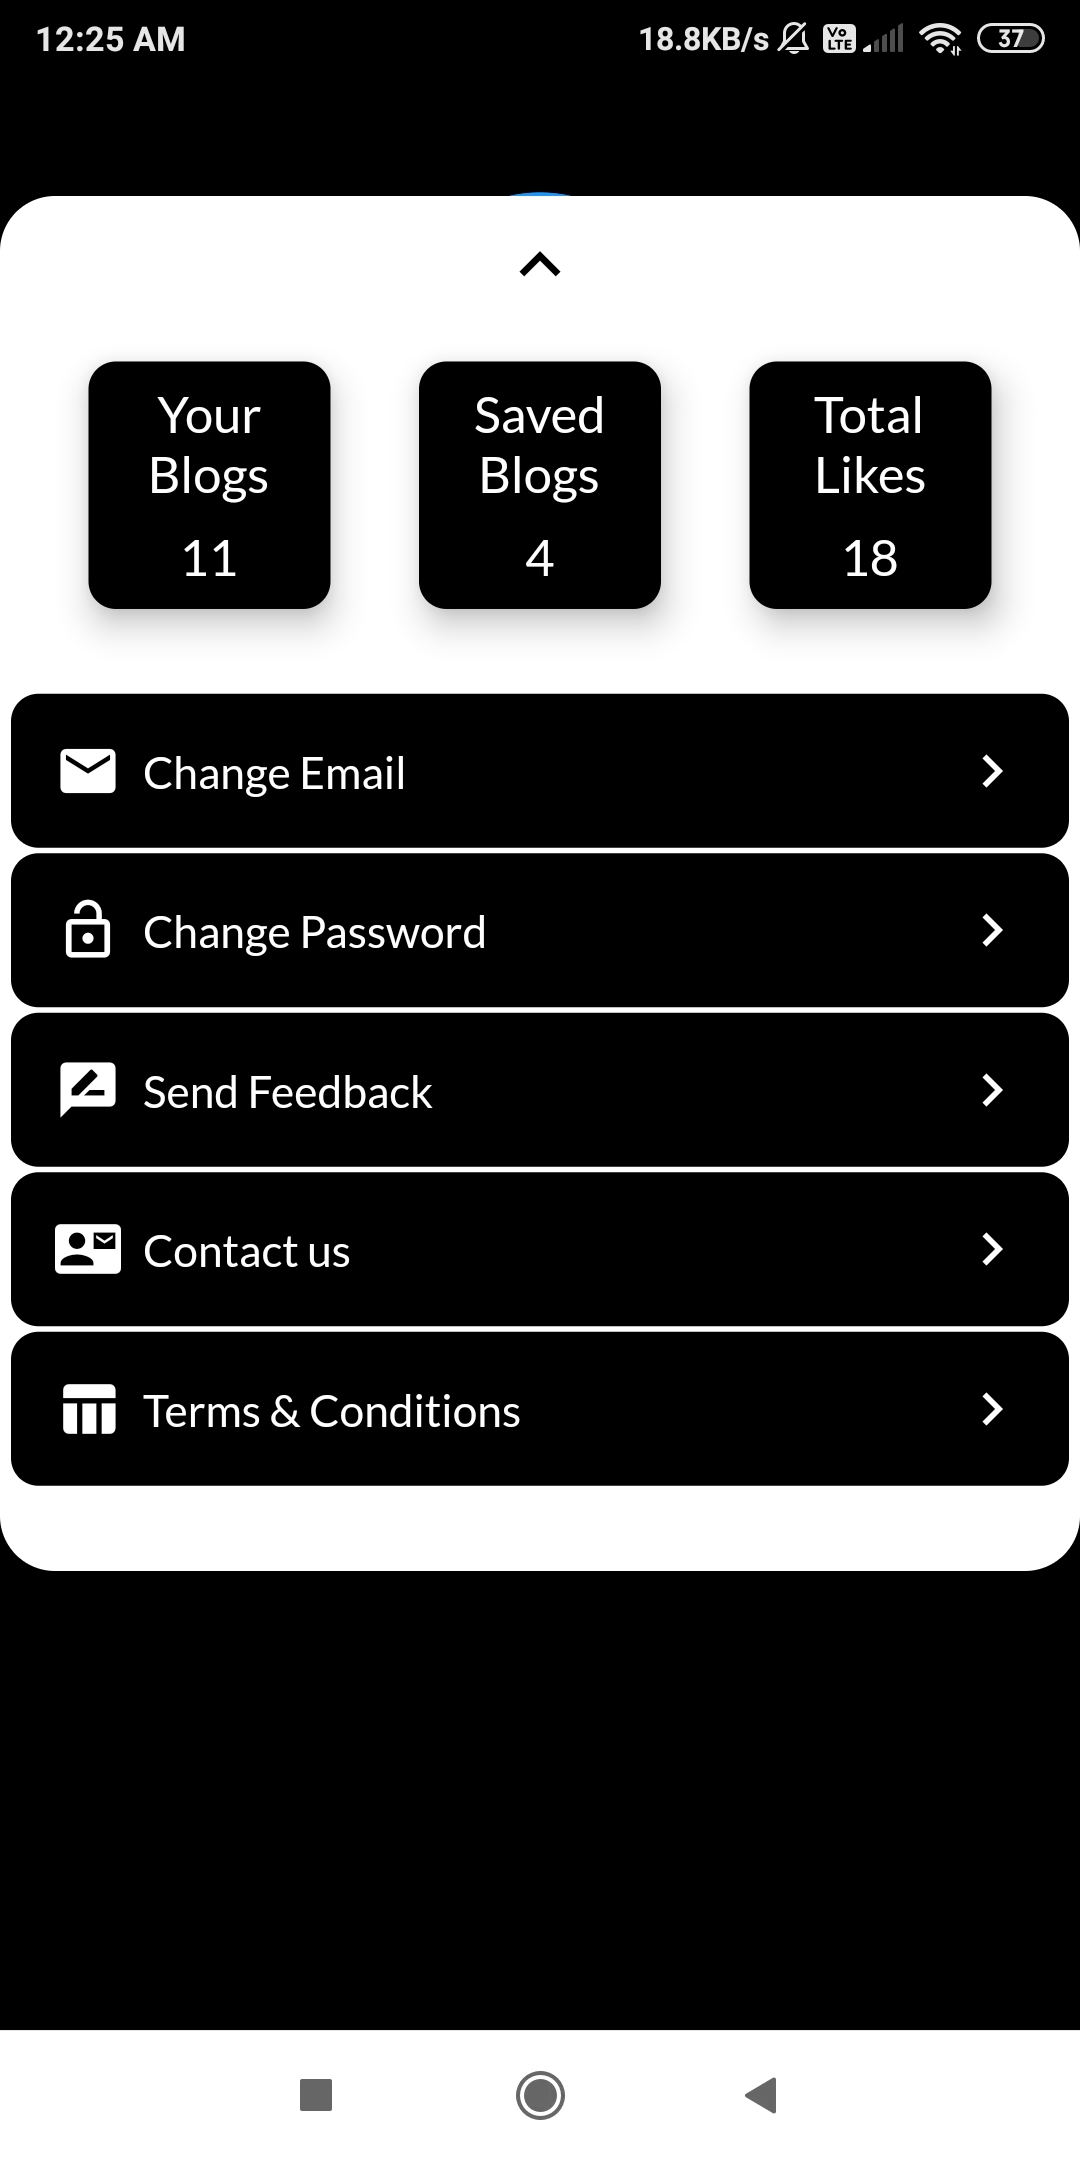 12:25 AM 18.8KB/s Vo LTE 37
Your Blogs
11
Saved Blogs
4
Total Likes
18
Change Email
Change Password
Send Feedback
Contact us
Terms & Conditions